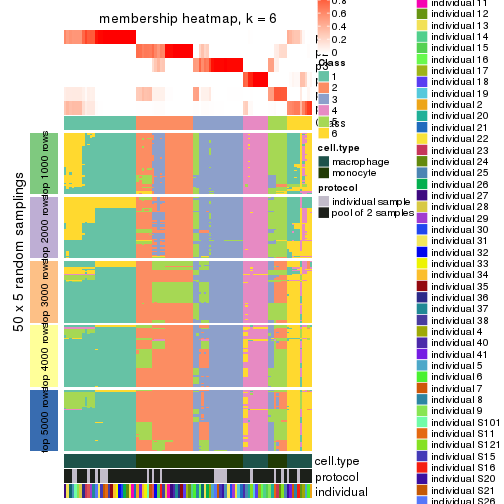 membership heatmap, k = 6
0.8
0.6
0.4
0.2
0
Class
1
2
3
4
5
6
cell.type
macrophage
monocyte
protocol
individual sample
pool of 2 samples
50 x 5 random samplings
top 1000 rows
top 2000 rows
top 3000 rows
top 4000 rows
top 5000 rows
cell.type
protocol
individual
individual S11
individual 12
individual 13
individual 14
individual 15
individual 16
individual 17
individual 18
individual 19
individual 2
individual 20
individual 21
individual 22
individual 23
individual 24
individual 25
individual 26
individual 27
individual 28
individual 29
individual 30
individual 31
individual 32
individual 33
individual 34
individual 35
individual 36
individual 37
individual 38
individual 4
individual 40
individual 41
individual 5
individual 6
individual 7
individual 8
individual 9
individual S101
individual S11
individual S121
individual S15
individual S16
individual S20
individual S21
individual S26